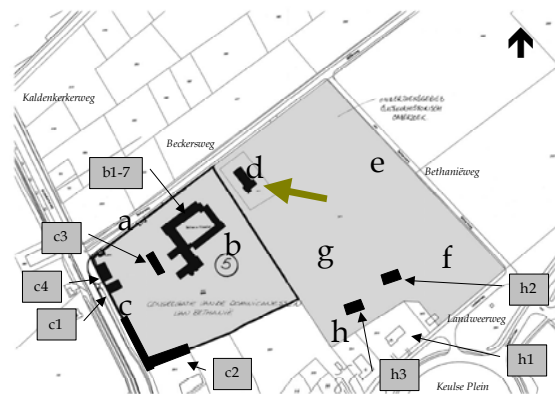 Kaldenkerkerweg
Beckersweg
b1-7
d
e
Bethaniëweg
a
c3
b
5
g
f
c4
c
c1
h2
Landweerweg
h
h1
c2
h3
Keulse Plein